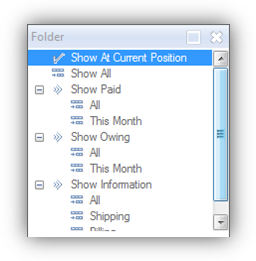 Folder
Show At Current Position
Show All
Show Paid
All
This Month
Show Owing
All
This Month
Show Information
All
Shipping